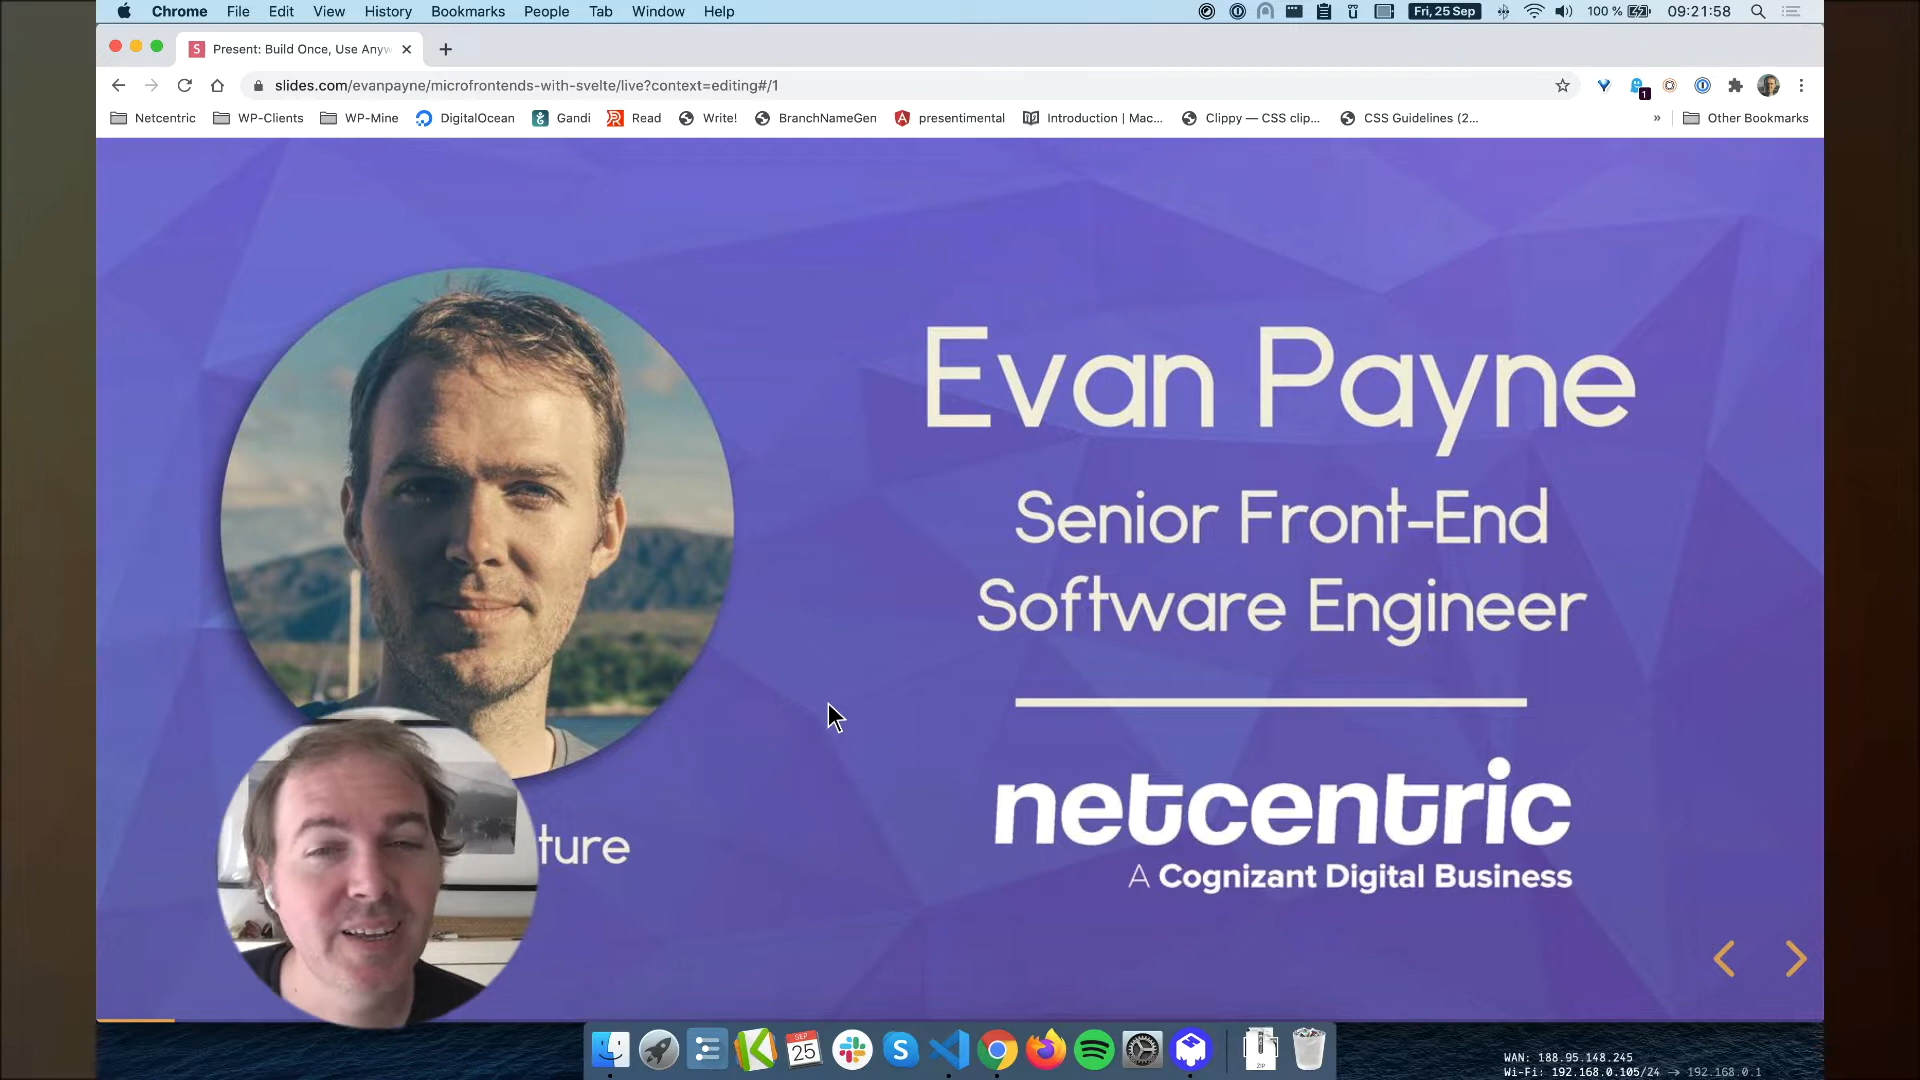 Chrome File Edit View History Bookmarks People Tab Window Help
Fri, 25 Sep 100 % 09:21:58
S Present: Build Once, Use Anyw
slides.com/evanpayne/microfrontends-with-svelte/live?context=editing#/1
1
Netcentric WP-Clients WP-Mine DigitalOcean Gandi Read Write! BranchNameGen presentimental Introduction | Mac... Clippy — CSS clip... CSS Guidelines (2... » Other Bookmarks
Evan Payne
Senior Front-End
Software Engineer
netcentric
A Cognizant Digital Business
ture
SEP
25
ZIP
WAN: 188.95.148.245
Wi-Fi: 192.168.0.105/24 → 192.168.0.1